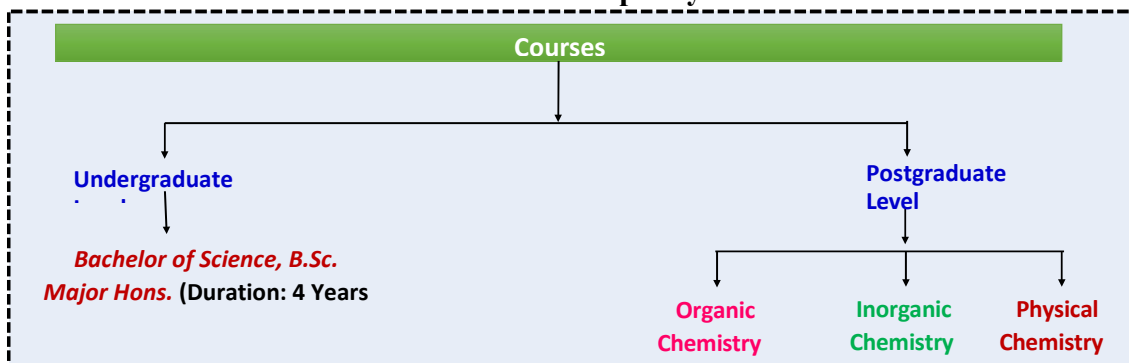 Courses
Undergraduate
Postgraduate
Level
Bachelor of Science, B.Sc.
Major Hons. (Duration: 4 Years
Organic
Chemistry
Inorganic
Chemistry
Physical
Chemistry